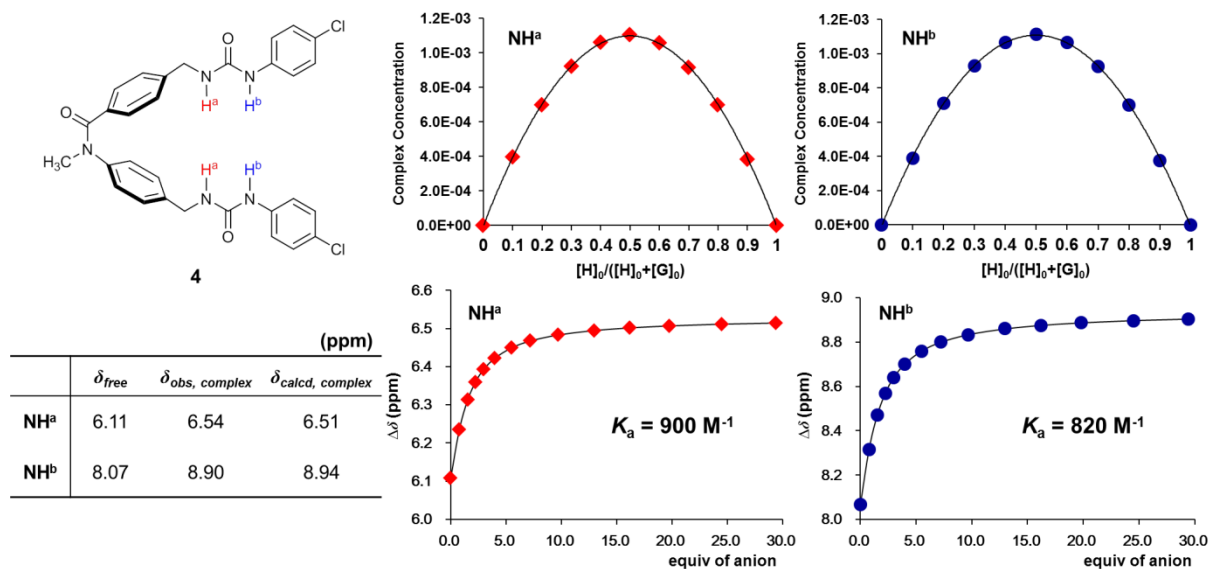 Cl
O
N
N
H^a
H^b
O
H₃C
N
H^a
H^b
N
N
O
Cl
4
(ppm)
δfree δobs, complex δcalcd, complex
NH^a 6.11 6.54 6.51
NH^b 8.07 8.90 8.94
NH^a
Complex Concentration
1.2E-03
1.0E-03
8.0E-04
6.0E-04
4.0E-04
2.0E-04
0.0E+00
0 0.1 0.2 0.3 0.4 0.5 0.6 0.7 0.8 0.9 1
[H]₀/([H]₀+[G]₀)
NH^b
Complex Concentration
1.2E-03
1.0E-03
8.0E-04
6.0E-04
4.0E-04
2.0E-04
0.0E+00
0 0.1 0.2 0.3 0.4 0.5 0.6 0.7 0.8 0.9 1
[H]₀/([H]₀+[G]₀)
NH^a
Δδ (ppm)
6.6
6.5
6.4
6.3
6.2
6.1
6.0
Kₐ = 900 M⁻¹
0.0 5.0 10.0 15.0 20.0 25.0 30.0
equiv of anion
NH^b
Δδ (ppm)
9.0
8.8
8.6
8.4
8.2
8.0
Kₐ = 820 M⁻¹
0.0 5.0 10.0 15.0 20.0 25.0 30.0
equiv of anion